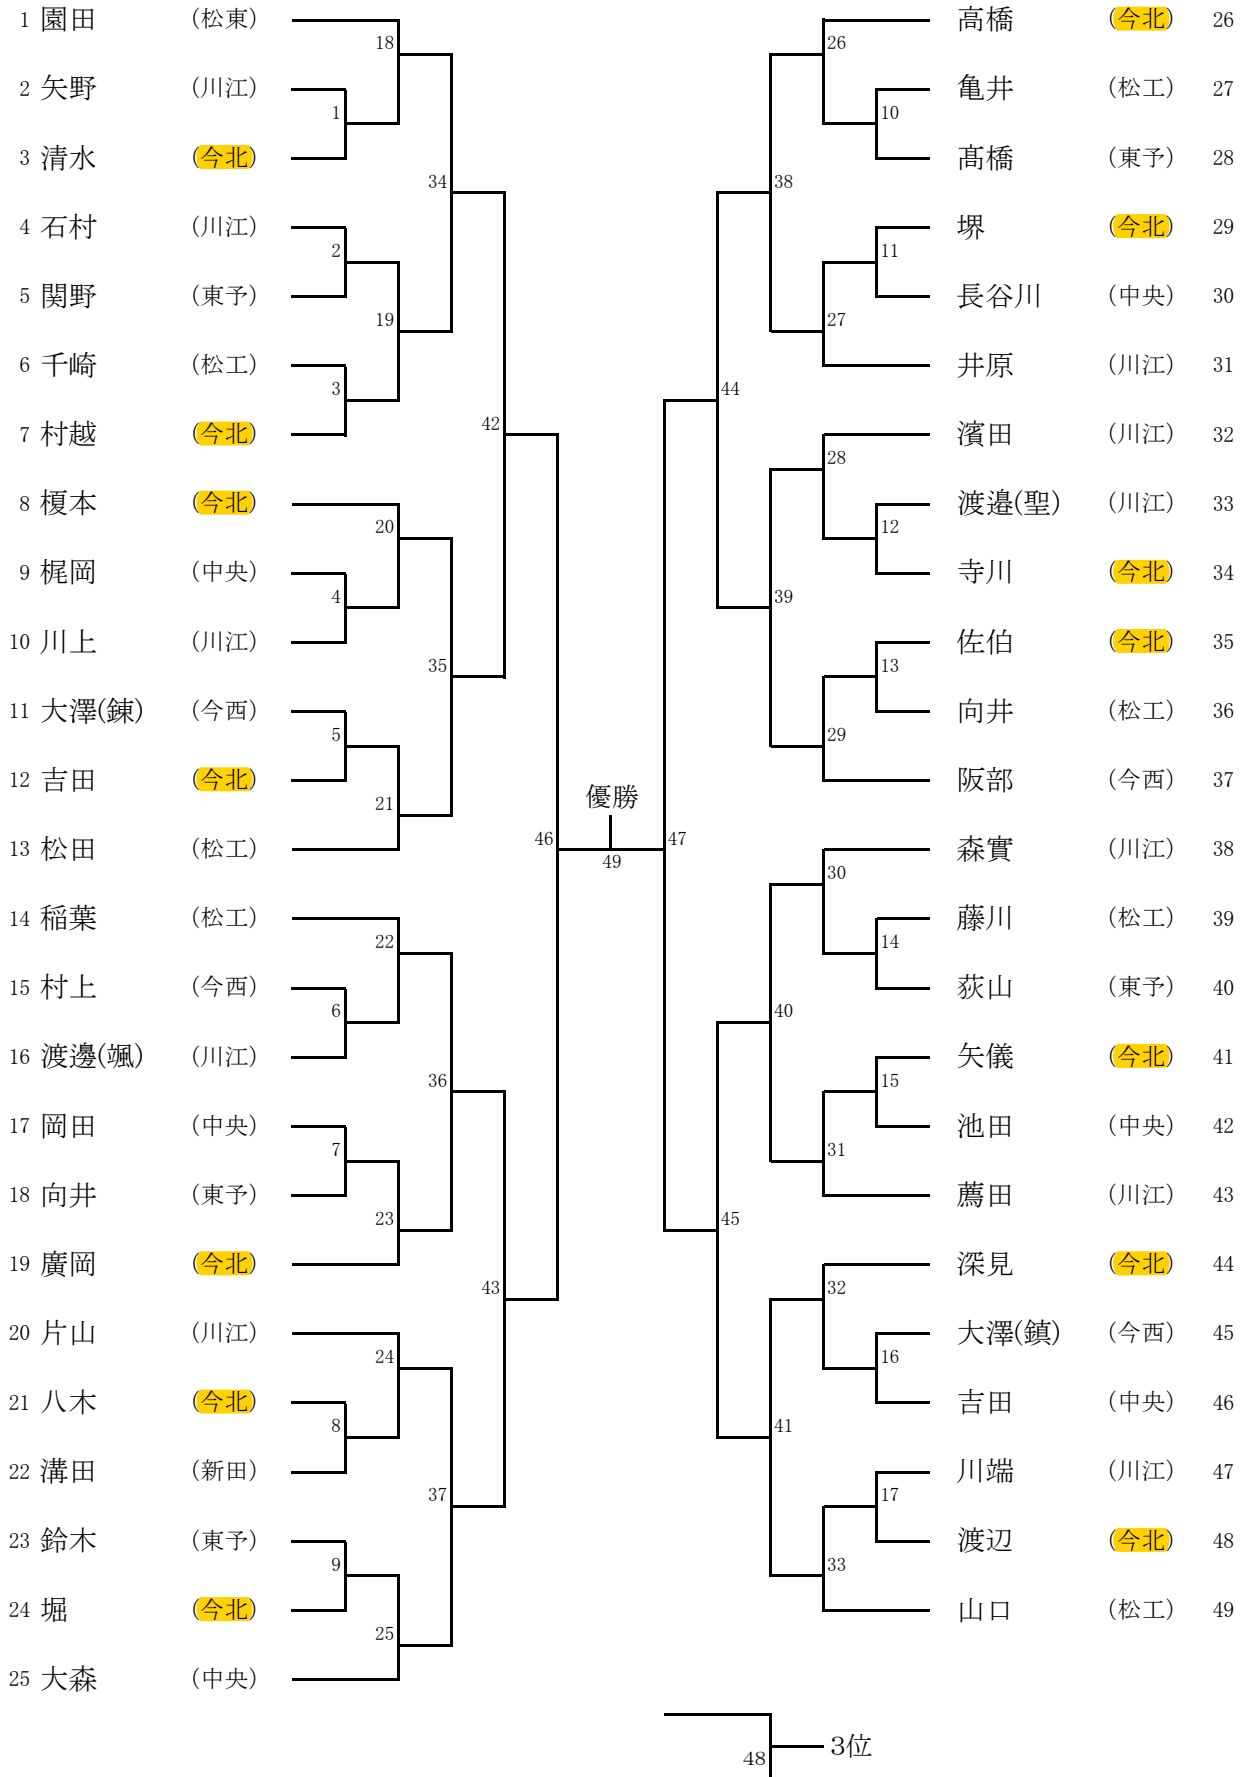 1 園田 (松東)
18
2 矢野 (川江)
1
3 清水 (今北)
34
4 石村 (川江)
2
5 関野 (東予)
19
6 千崎 (松工)
3
7 村越 (今北)
42
8 榎本 (今北)
20
9 梶岡 (中央)
4
10 川上 (川江)
35
11 大澤(錬) (今西)
5
12 吉田 (今北)
21
13 松田 (松工)
46
14 稲葉 (松工)
22
15 村上 (今西)
6
16 渡邊(颯) (川江)
36
17 岡田 (中央)
7
18 向井 (東予)
23
19 廣岡 (今北)
43
20 片山 (川江)
24
21 八木 (今北)
8
22 溝田 (新田)
37
23 鈴木 (東予)
9
24 堀 (今北)
25
25 大森 (中央)
優勝
49
高橋 (今北) 26
26
亀井 (松工) 27
10
髙橋 (東予) 28
38
堺 (今北) 29
11
長谷川 (中央) 30
27
井原 (川江) 31
44
濱田 (川江) 32
28
渡邉(聖) (川江) 33
12
寺川 (今北) 34
39
佐伯 (今北) 35
13
向井 (松工) 36
29
阪部 (今西) 37
47
森實 (川江) 38
30
藤川 (松工) 39
14
荻山 (東予) 40
40
矢儀 (今北) 41
15
池田 (中央) 42
31
薦田 (川江) 43
45
深見 (今北) 44
32
大澤(鎮) (今西) 45
16
吉田 (中央) 46
41
川端 (川江) 47
17
渡辺 (今北) 48
33
山口 (松工) 49
48 3位